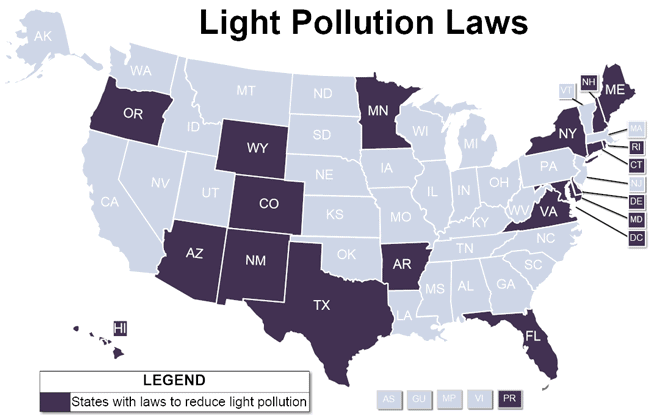 Light Pollution Laws
AK
WA
MT
ND
MN
VT
NH
ME
OR
ID
SD
WI
MI
NY
MA
WY
RI
CT
NE
IA
PA
NJ
NV
UT
IL
IN
OH
DE
CA
CO
KS
MO
WV
VA
MD
KY
DC
AZ
NM
OK
AR
TN
NC
SC
TX
MS
AL
GA
LA
HI
FL
LEGEND
States with laws to reduce light pollution
AS
GU
MP
VI
PR